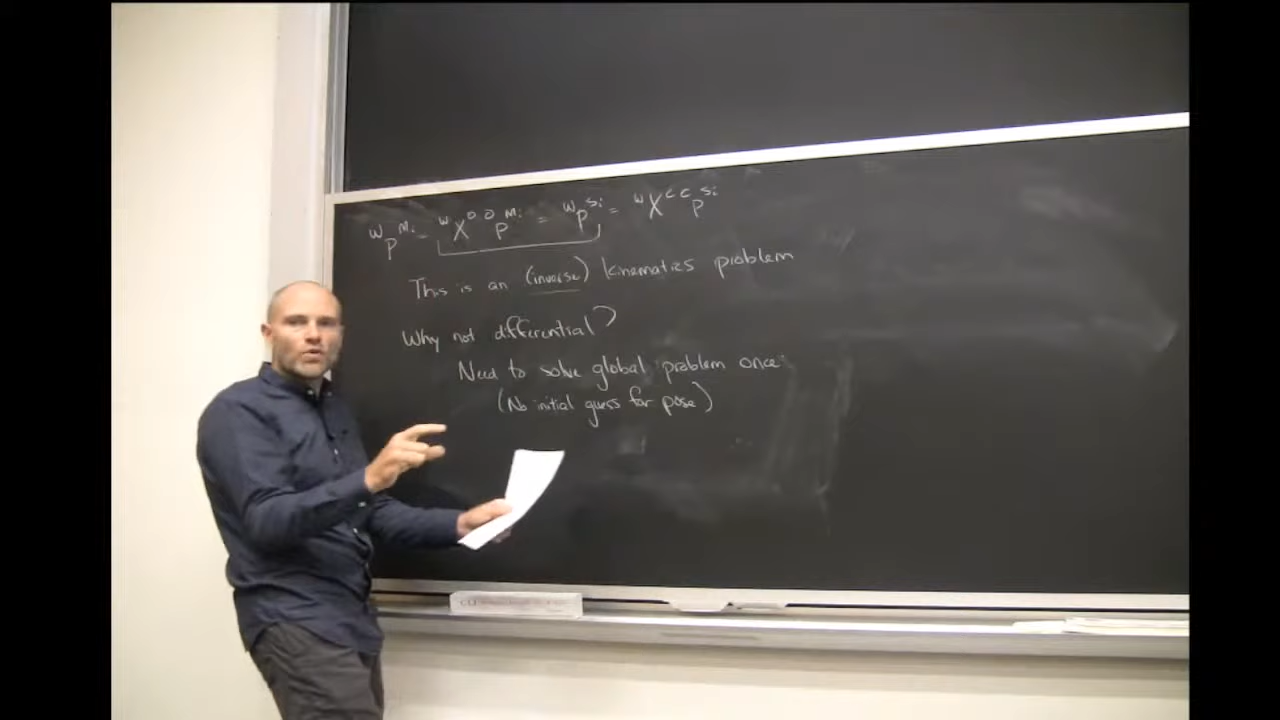 ᵂpᴹⁱ = ᵂXᴼ ᴼpᴹⁱ = ᵂpˢⁱ = ᵂXᶜ ᶜpˢⁱ
This is an (inverse) kinematics problem
Why not differential?
Need to solve global problem once
(No initial guess for pose)